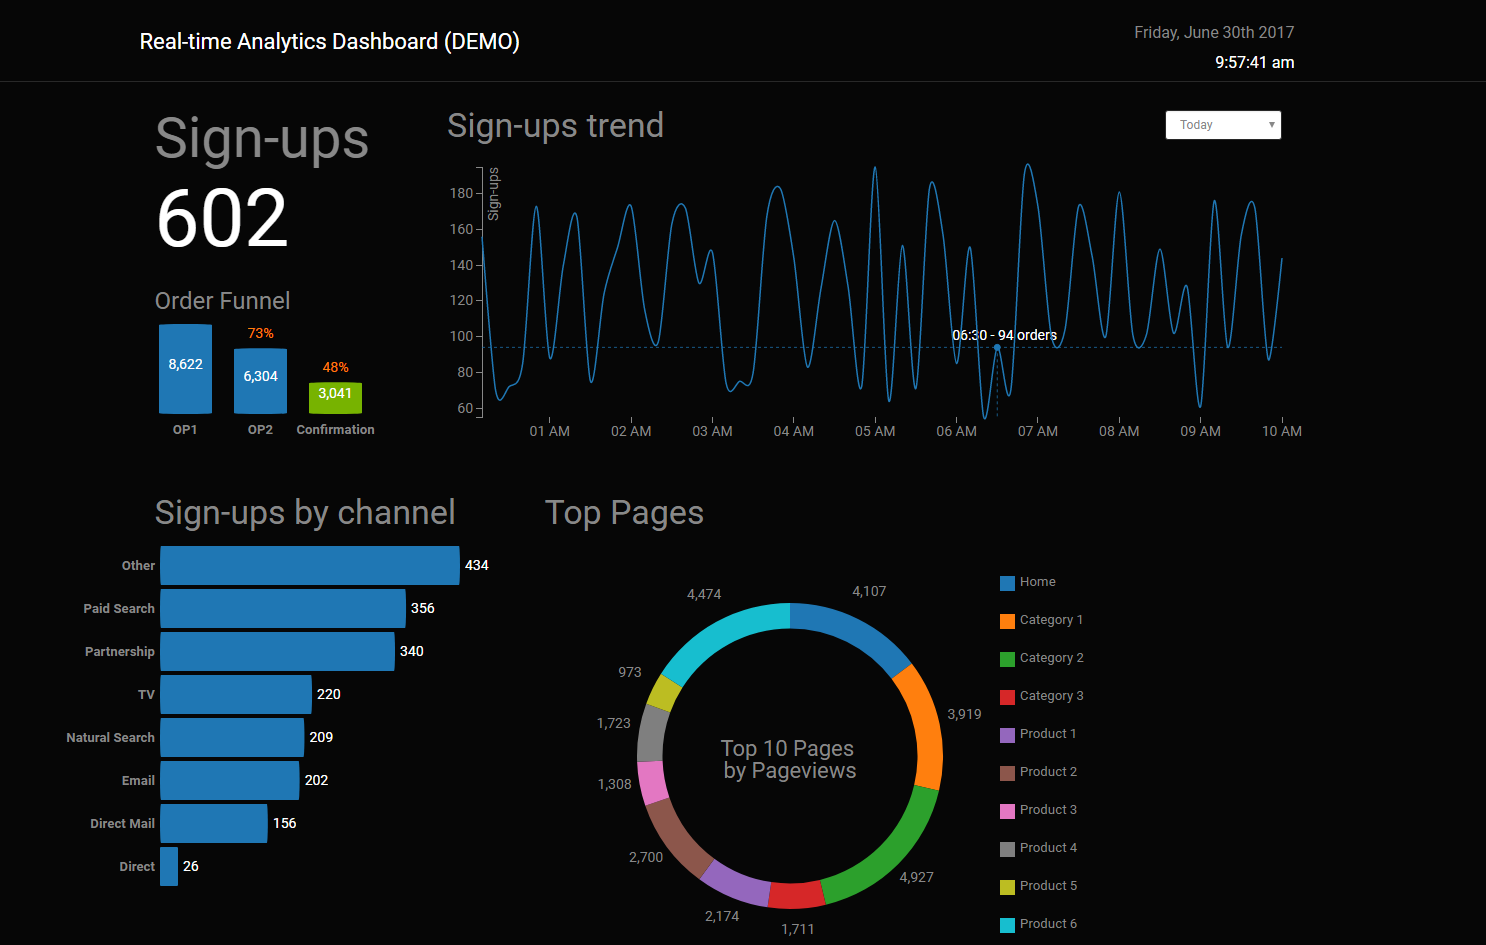 Real-time Analytics Dashboard (DEMO)
Friday, June 30th 2017
9:57:41 am
Sign-ups
602
Order Funnel
73%
48%
8,622
6,304
3,041
OP1
OP2
Confirmation
Sign-ups trend
Today
Sign-ups
180
160
140
120
100
80
60
06:30 - 94 orders
01 AM
02 AM
03 AM
04 AM
05 AM
06 AM
07 AM
08 AM
09 AM
10 AM
Sign-ups by channel
Other 434
Paid Search 356
Partnership 340
TV 220
Natural Search 209
Email 202
Direct Mail 156
Direct 26
Top Pages
4,107
3,919
4,927
1,711
2,174
2,700
1,308
1,723
973
4,474
Top 10 Pages
by Pageviews
Home
Category 1
Category 2
Category 3
Product 1
Product 2
Product 3
Product 4
Product 5
Product 6